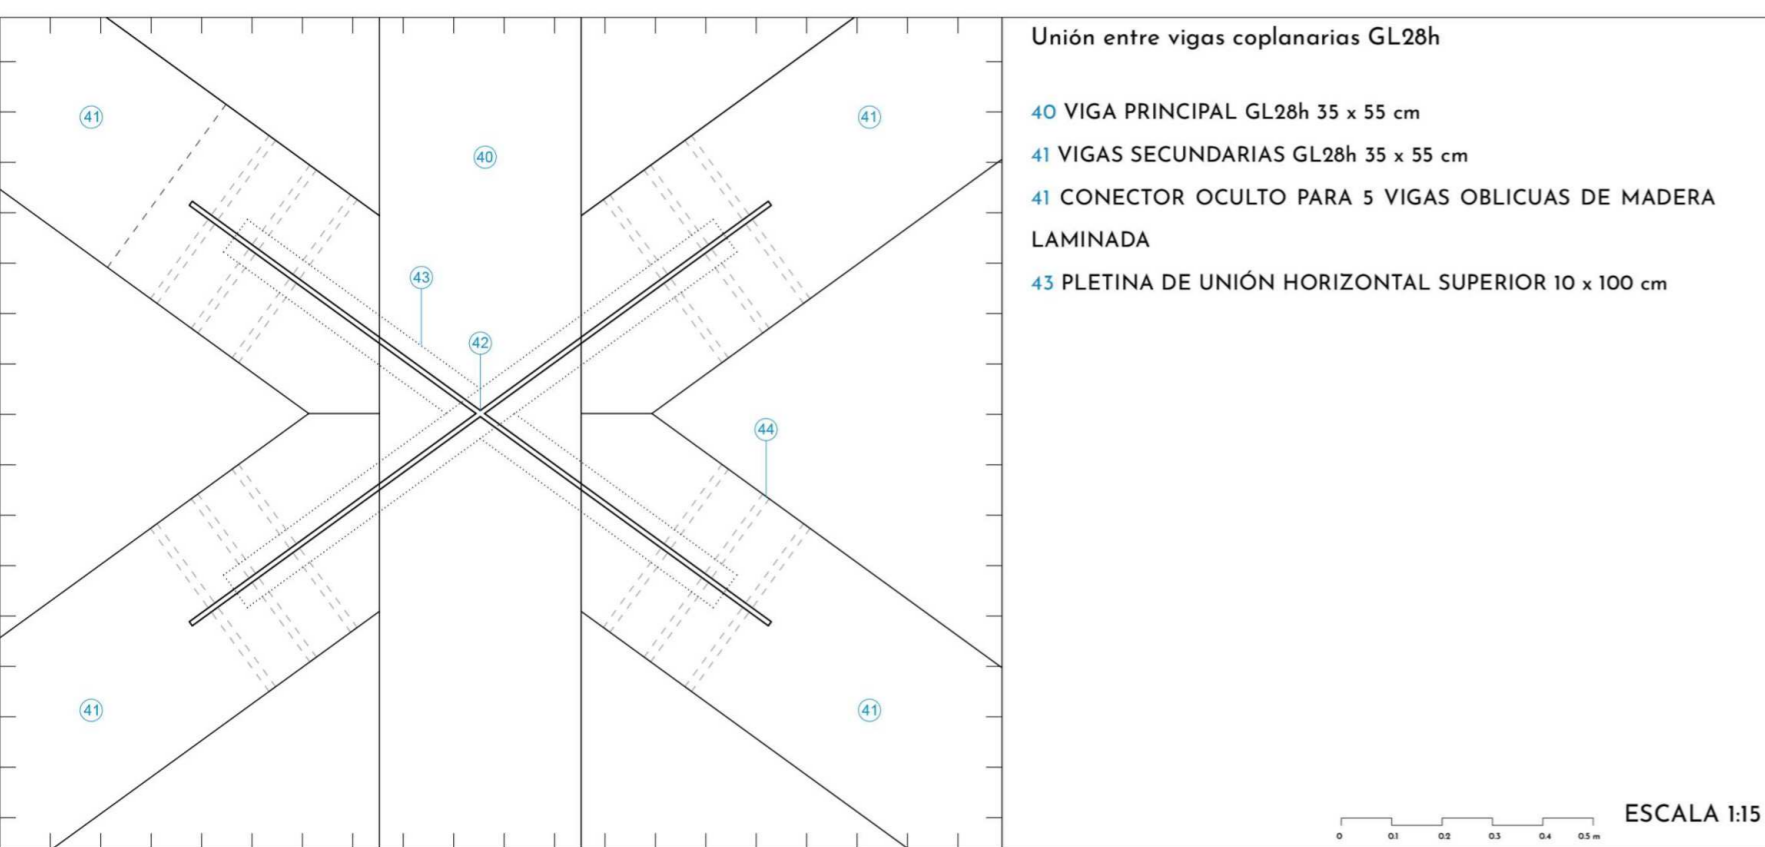 Unión entre vigas coplanarias GL28h
40 VIGA PRINCIPAL GL28h 35 x 55 cm
41 VIGAS SECUNDARIAS GL28h 35 x 55 cm
41 CONECTOR OCULTO PARA 5 VIGAS OBLICUAS DE MADERA
LAMINADA
43 PLETINA DE UNIÓN HORIZONTAL SUPERIOR 10 x 100 cm
41
41
40
43
42
44
41
41
ESCALA 1:15
0 0.1 0.2 0.3 0.4 0.5 m